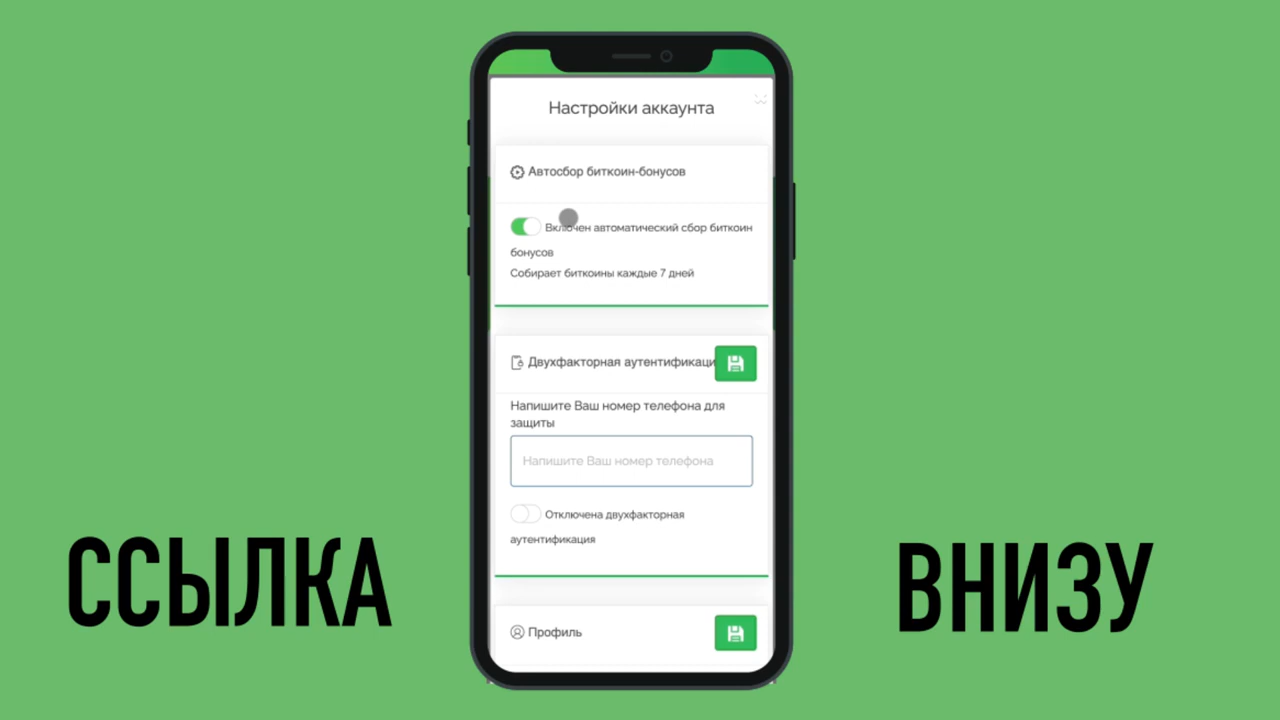 Настройки аккаунта
Автосбор биткоин-бонусов
Включен автоматический сбор биткоин
бонусов
Собирает биткоины каждые 7 дней
Двухфакторная аутентификаци
Напишите Ваш номер телефона для
защиты
Напишите Ваш номер телефона
Отключена двухфакторная
аутентификация
ССЫЛКА
ВНИЗУ
Профиль